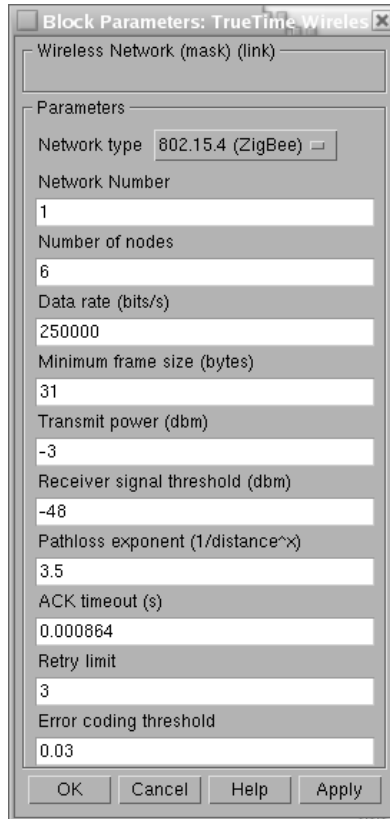 Block Parameters: TrueTime Wireles
Wireless Network (mask) (link)
Parameters
Network type 802.15.4 (ZigBee)
Network Number
1
Number of nodes
6
Data rate (bits/s)
250000
Minimum frame size (bytes)
31
Transmit power (dbm)
-3
Receiver signal threshold (dbm)
-48
Pathloss exponent (1/distance^x)
3.5
ACK timeout (s)
0.000864
Retry limit
3
Error coding threshold
0.03
OK Cancel Help Apply